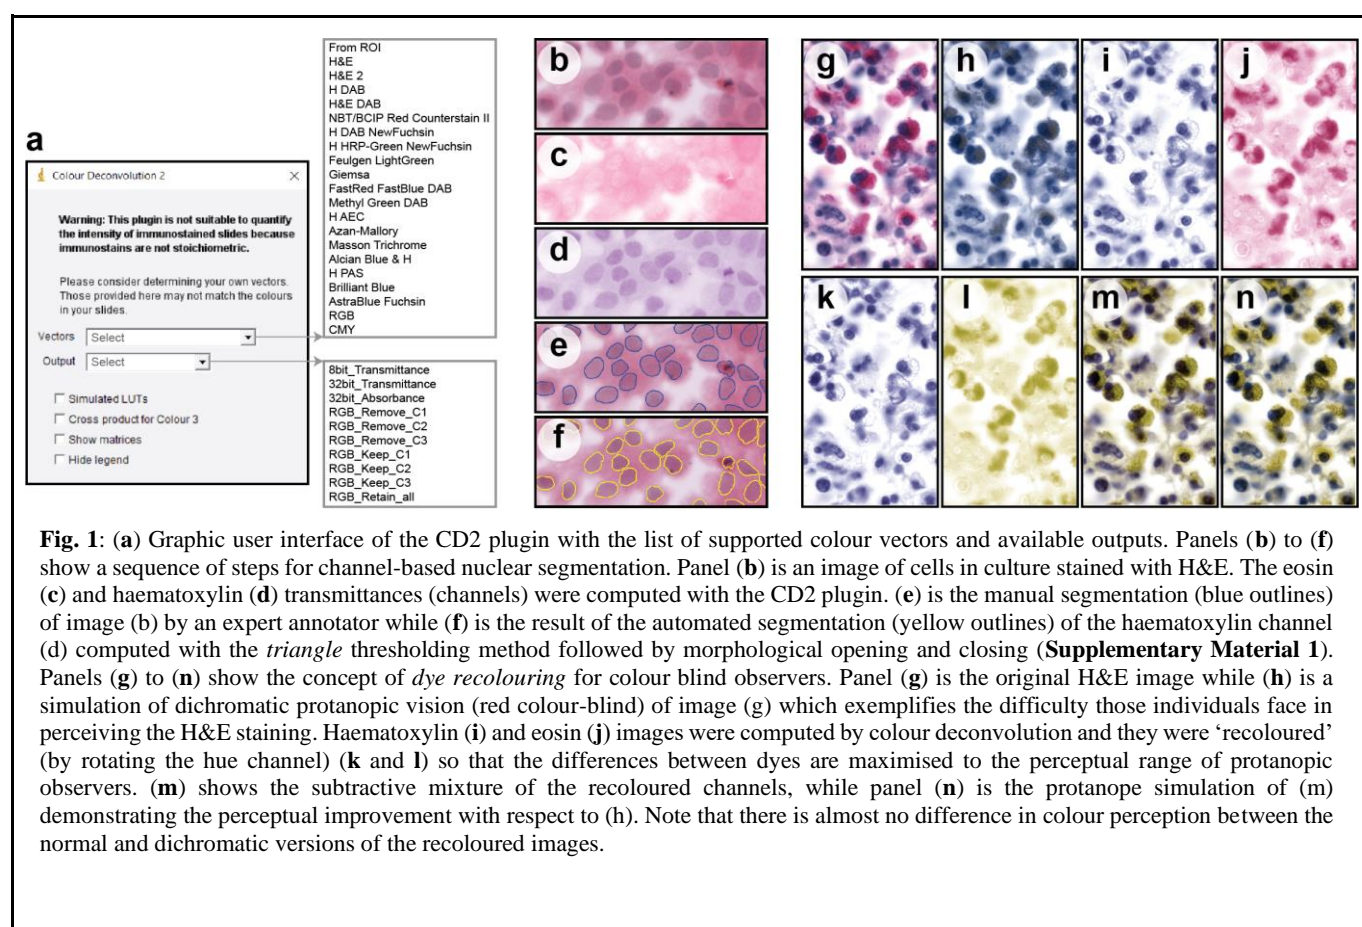 a
Colour Deconvolution 2
Warning: This plugin is not suitable to quantify
the intensity of immunostained slides because
immunostains are not stoichiometric.
Please consider determining your own vectors.
Those provided here may not match the colours
in your slides.
Vectors Select
Output Select
Simulated LUTs
Cross product for Colour 3
Show matrices
Hide legend
From ROI
H&E
H&E 2
H DAB
H&E DAB
NBT/BCIP Red Counterstain II
H DAB NewFuchsin
H HRP-Green NewFuchsin
Feulgen LightGreen
Giemsa
FastRed FastBlue DAB
Methyl Green DAB
H AEC
Azan-Mallory
Masson Trichrome
Alcian Blue & H
H PAS
Brilliant Blue
AstraBlue Fuchsin
RGB
CMY
8bit_Transmittance
32bit_Transmittance
32bit_Absorbance
RGB_Remove_C1
RGB_Remove_C2
RGB_Remove_C3
RGB_Keep_C1
RGB_Keep_C2
RGB_Keep_C3
RGB_Retain_all
b
c
d
e
f
g h i j
k l m n
Fig. 1: (a) Graphic user interface of the CD2 plugin with the list of supported colour vectors and available outputs. Panels (b) to (f)
show a sequence of steps for channel-based nuclear segmentation. Panel (b) is an image of cells in culture stained with H&E. The eosin
(c) and haematoxylin (d) transmittances (channels) were computed with the CD2 plugin. (e) is the manual segmentation (blue outlines)
of image (b) by an expert annotator while (f) is the result of the automated segmentation (yellow outlines) of the haematoxylin channel
(d) computed with the triangle thresholding method followed by morphological opening and closing (Supplementary Material 1).
Panels (g) to (n) show the concept of dye recolouring for colour blind observers. Panel (g) is the original H&E image while (h) is a
simulation of dichromatic protanopic vision (red colour-blind) of image (g) which exemplifies the difficulty those individuals face in
perceiving the H&E staining. Haematoxylin (i) and eosin (j) images were computed by colour deconvolution and they were ‘recoloured’
(by rotating the hue channel) (k and l) so that the differences between dyes are maximised to the perceptual range of protanopic
observers. (m) shows the subtractive mixture of the recoloured channels, while panel (n) is the protanope simulation of (m)
demonstrating the perceptual improvement with respect to (h). Note that there is almost no difference in colour perception between the
normal and dichromatic versions of the recoloured images.